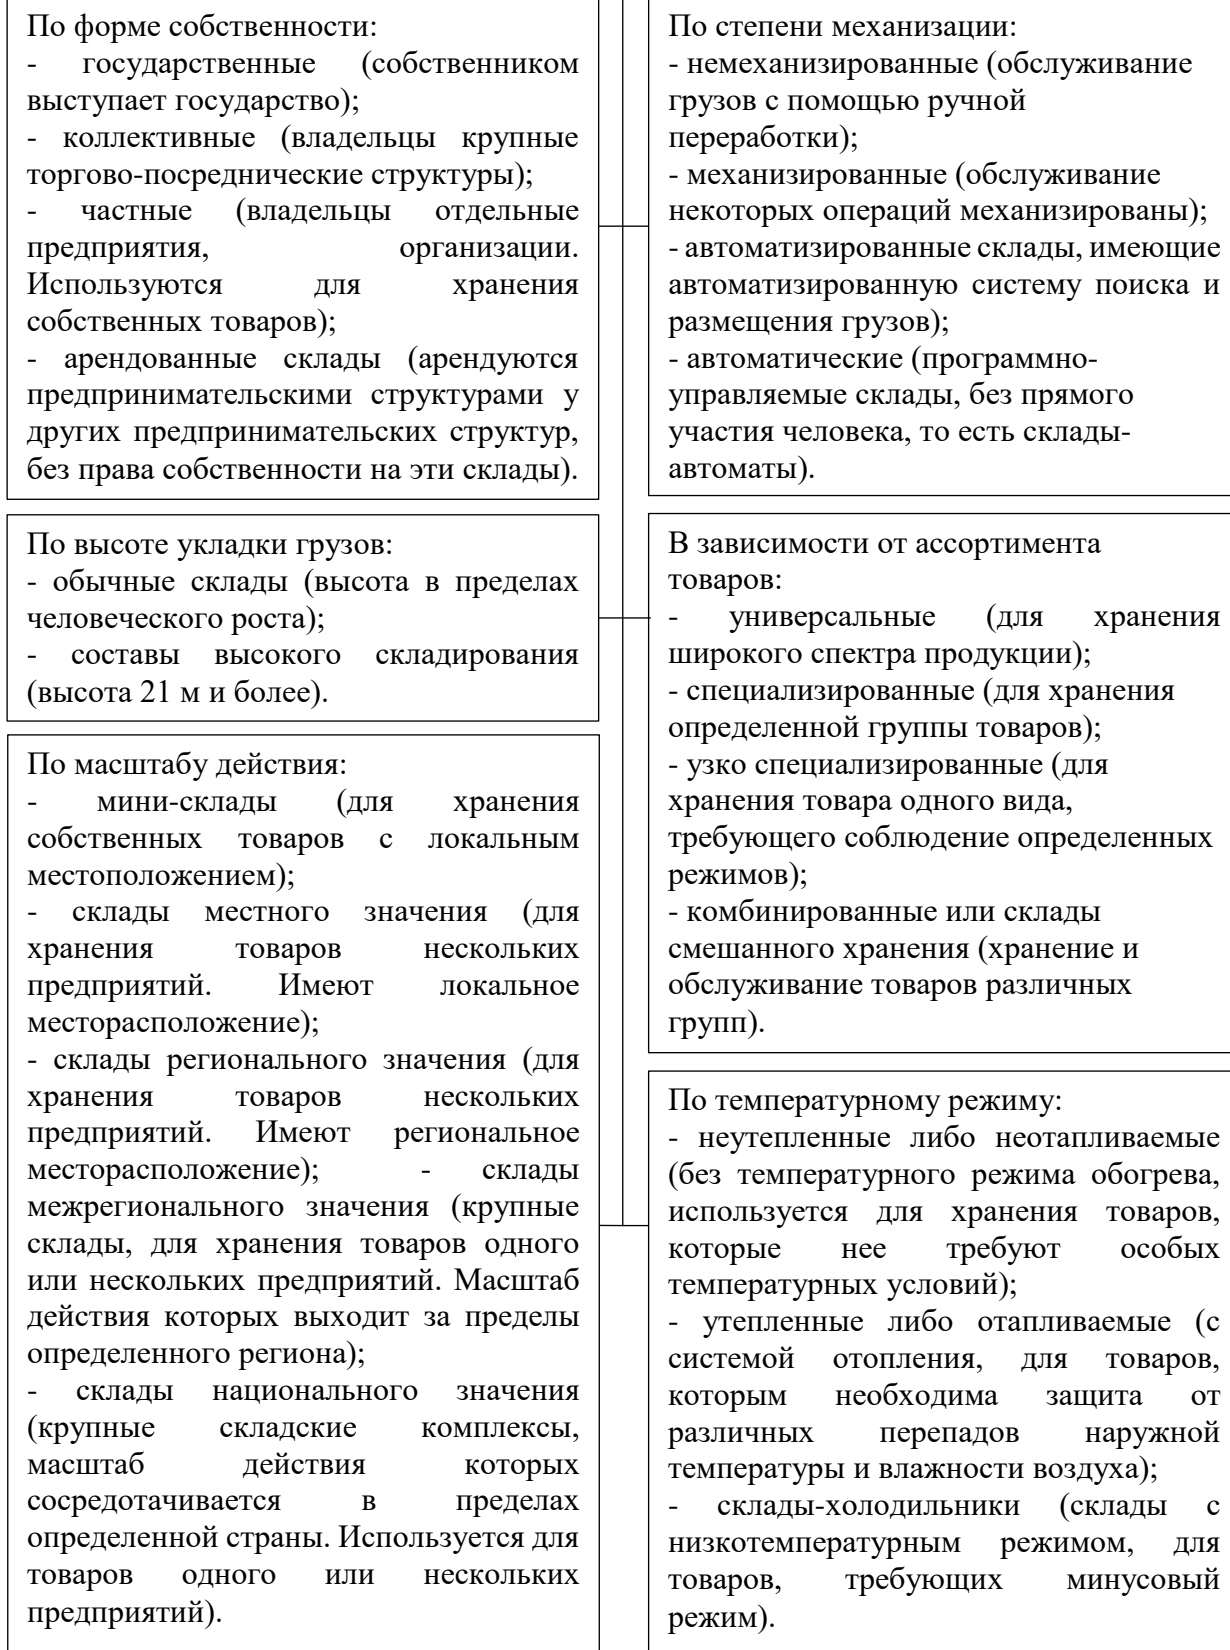 По форме собственности:
- государственные (собственником
выступает государство);
- коллективные (владельцы крупные
торгово-посреднические структуры);
- частные (владельцы отдельные
предприятия, организации.
Используются для хранения
собственных товаров);
- арендованные склады (арендуются
предпринимательскими структурами у
других предпринимательских структур,
без права собственности на эти склады).
По степени механизации:
- немеханизированные (обслуживание
грузов с помощью ручной
переработки);
- механизированные (обслуживание
некоторых операций механизированы);
- автоматизированные склады, имеющие
автоматизированную систему поиска и
размещения грузов);
- автоматические (программно-
управляемые склады, без прямого
участия человека, то есть склады-
автоматы).
По высоте укладки грузов:
- обычные склады (высота в пределах
человеческого роста);
- составы высокого складирования
(высота 21 м и более).
В зависимости от ассортимента
товаров:
- универсальные (для хранения
широкого спектра продукции);
- специализированные (для хранения
определенной группы товаров);
- узко специализированные (для
хранения товара одного вида,
требующего соблюдение определенных
режимов);
- комбинированные или склады
смешанного хранения (хранение и
обслуживание товаров различных
групп).
По масштабу действия:
- мини-склады (для хранения
собственных товаров с локальным
местоположением);
- склады местного значения (для
хранения товаров нескольких
предприятий. Имеют локальное
месторасположение);
- склады регионального значения (для
хранения товаров нескольких
предприятий. Имеют региональное
месторасположение); - склады
межрегионального значения (крупные
склады, для хранения товаров одного
или нескольких предприятий. Масштаб
действия которых выходит за пределы
определенного региона);
- склады национального значения
(крупные складские комплексы,
масштаб действия которых
сосредотачивается в пределах
определенной страны. Используется для
товаров одного или нескольких
предприятий).
По температурному режиму:
- неутепленные либо неотапливаемые
(без температурного режима обогрева,
используется для хранения товаров,
которые нее требуют особых
температурных условий);
- утепленные либо отапливаемые (с
системой отопления, для товаров,
которым необходима защита от
различных перепадов наружной
температуры и влажности воздуха);
- склады-холодильники (склады с
низкотемпературным режимом, для
товаров, требующих минусовый
режим).